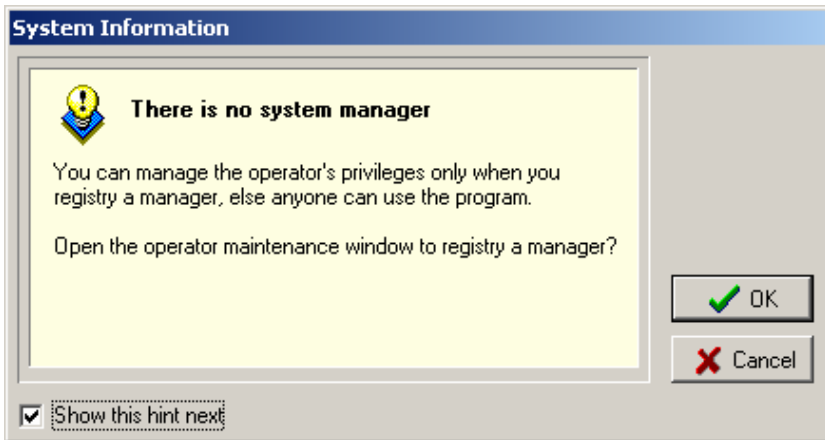 System Information
There is no system manager
You can manage the operator's privileges only when you
registry a manager, else anyone can use the program.
Open the operator maintenance window to registry a manager?
OK
Cancel
Show this hint next